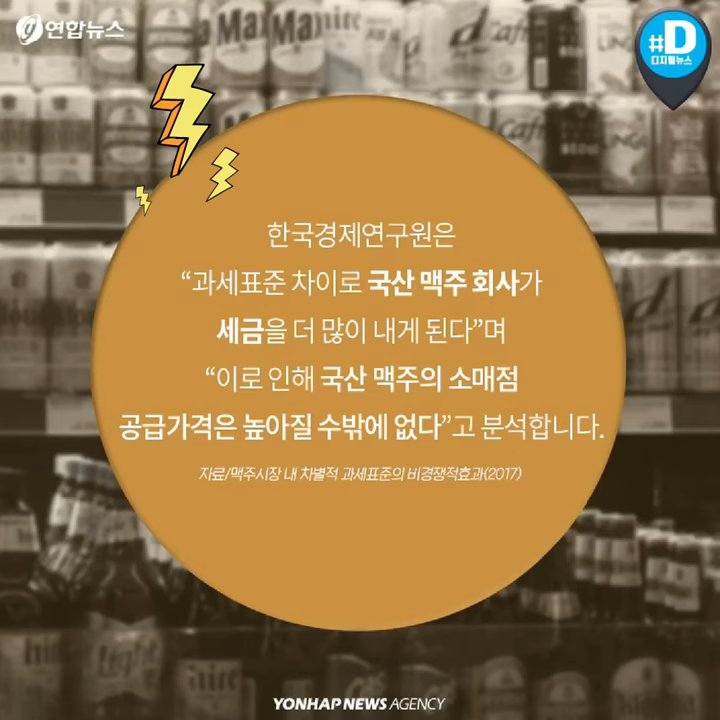 연합뉴스
#D
디지털뉴스
한국경제연구원은
“과세표준 차이로 국산 맥주 회사가
세금을 더 많이 내게 된다”며
“이로 인해 국산 맥주의 소매점
공급가격은 높아질 수밖에 없다”고 분석합니다.
자료/맥주시장 내 차별적 과세표준의 비경쟁적효과(2017)
YONHAP NEWS AGENCY